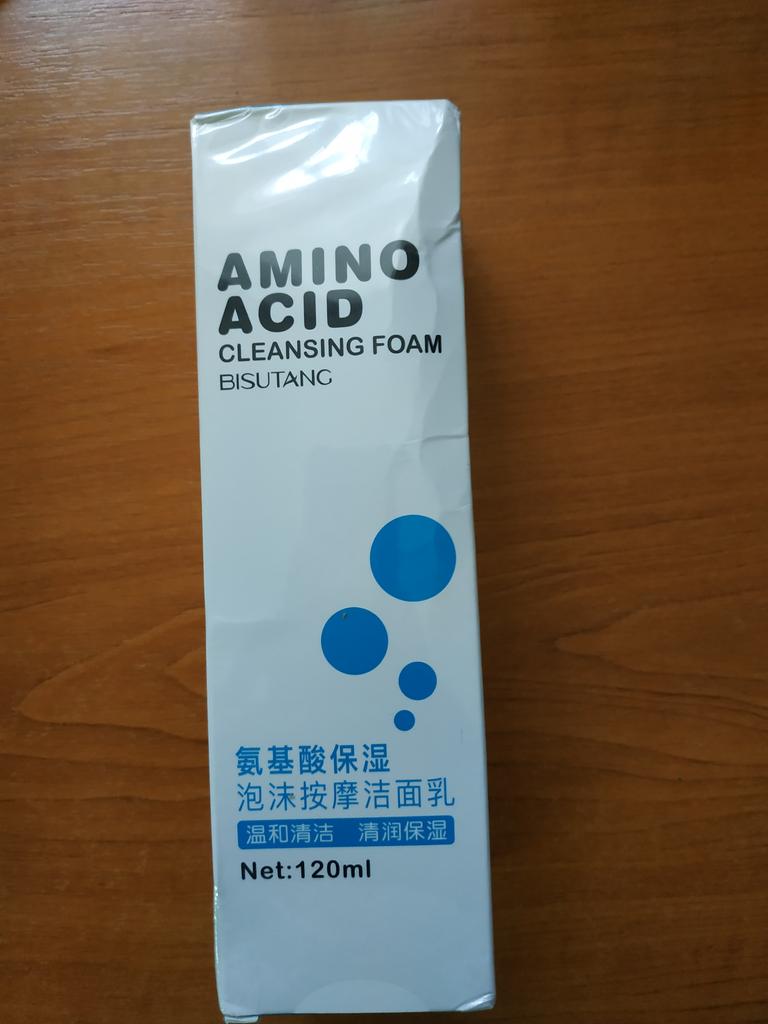 AMINO
ACID
CLEANSING FOAM
BISUTANG
氨基酸保湿
泡沫按摩洁面乳
温和清洁 清润保湿
Net:120ml